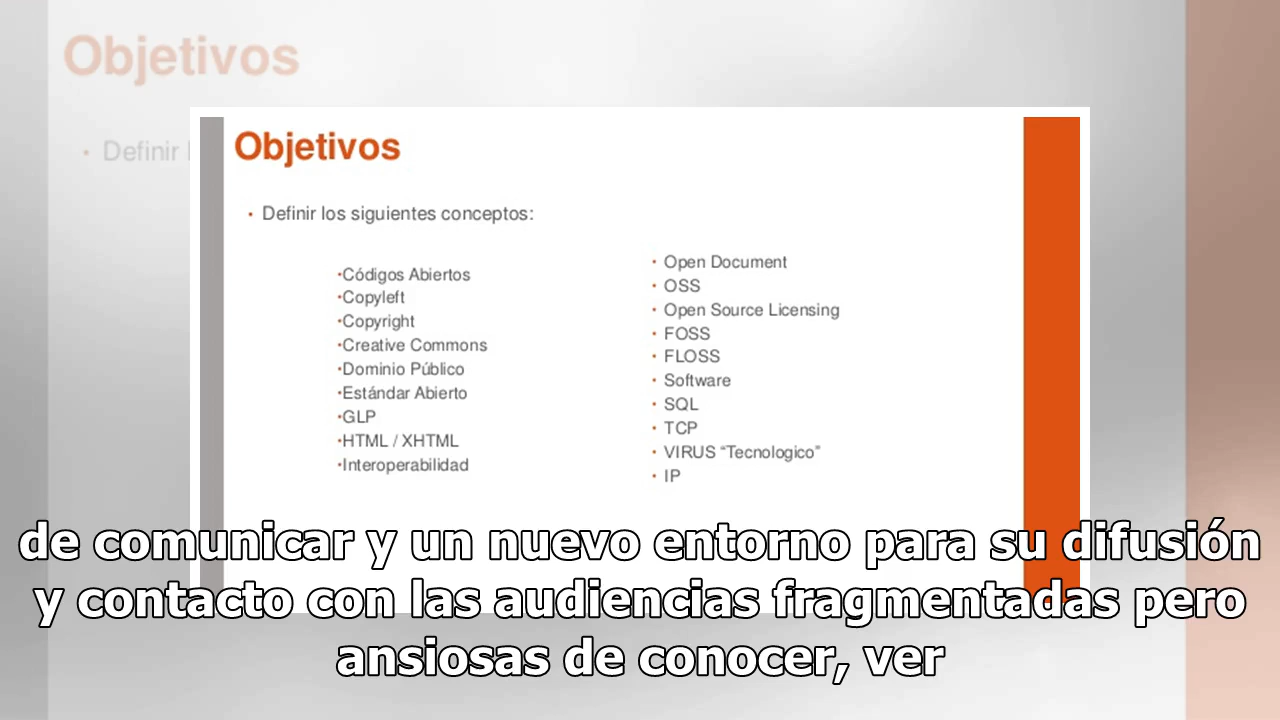 Objetivos
• Definir l
Objetivos
• Definir los siguientes conceptos:
•Códigos Abiertos
•Copyleft
•Copyright
•Creative Commons
•Dominio Público
•Estándar Abierto
•GLP
•HTML / XHTML
•Interoperabilidad
• Open Document
• OSS
• Open Source Licensing
• FOSS
• FLOSS
• Software
• SQL
• TCP
• VIRUS “Tecnologico”
• IP
de comunicar y un nuevo entorno para su difusión
y contacto con las audiencias fragmentadas pero
ansiosas de conocer, ver